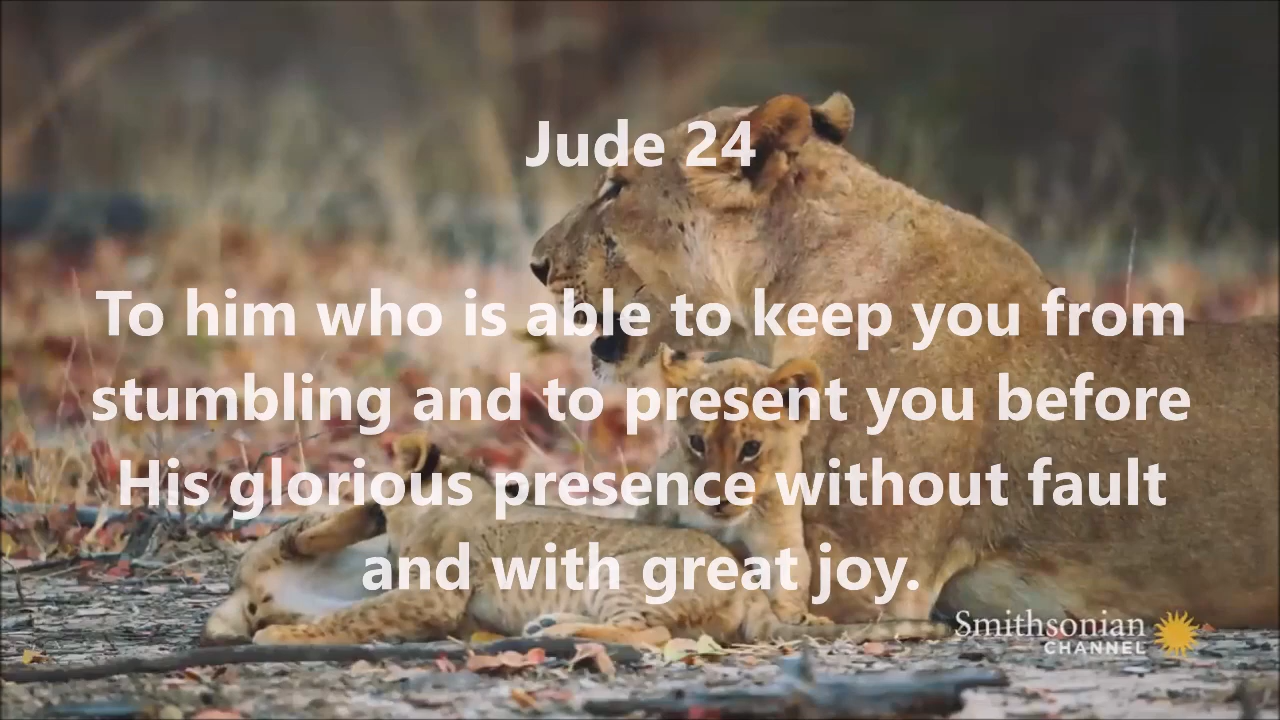 Jude 24
To him who is able to keep you from
stumbling and to present you before
His glorious presence without fault
and with great joy.
Smithsonian
CHANNEL